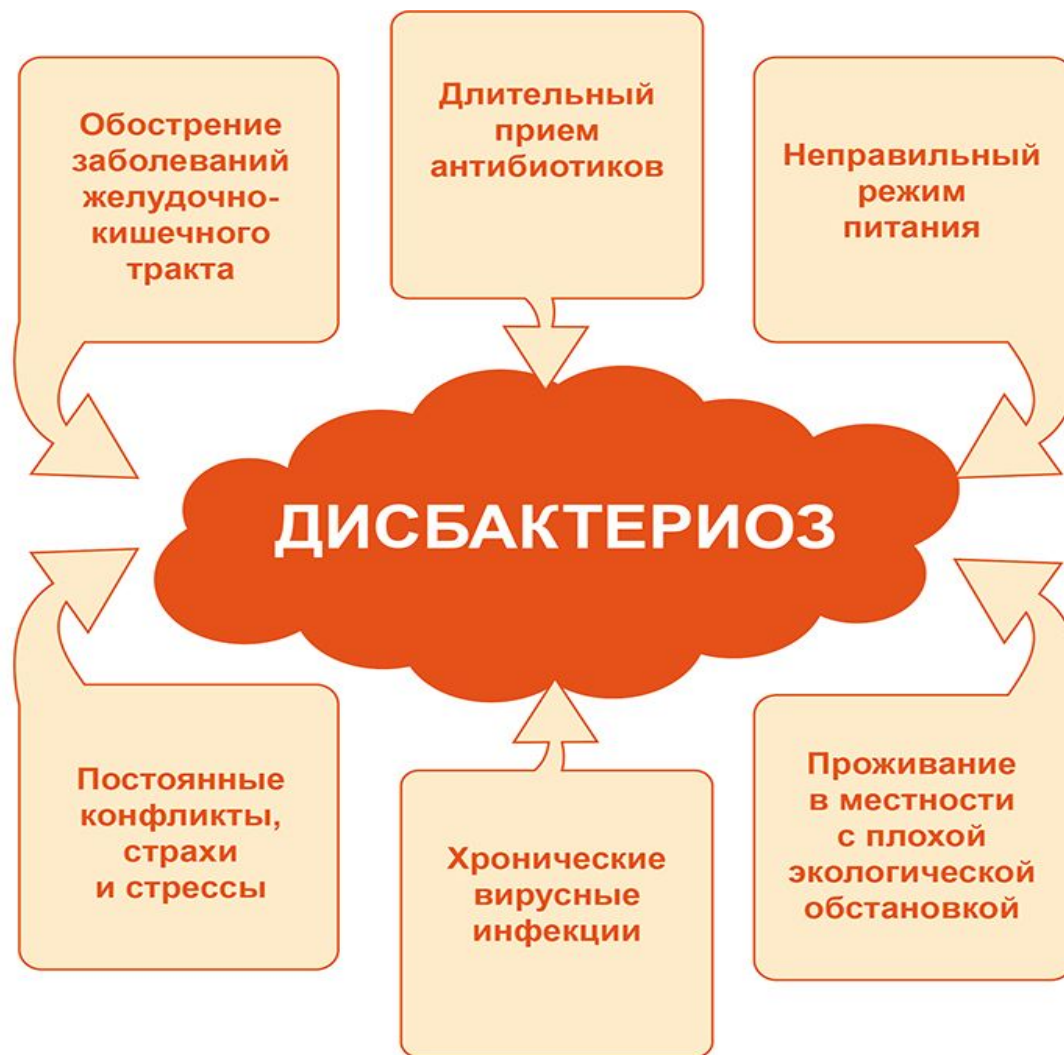 Обострение
заболеваний
желудочно-
кишечного
тракта
Длительный
прием
антибиотиков
Неправильный
режим
питания
ДИСБАКТЕРИОЗ
Постоянные
конфликты,
страхи
и стрессы
Хронические
вирусные
инфекции
Проживание
в местности
с плохой
экологической
обстановкой